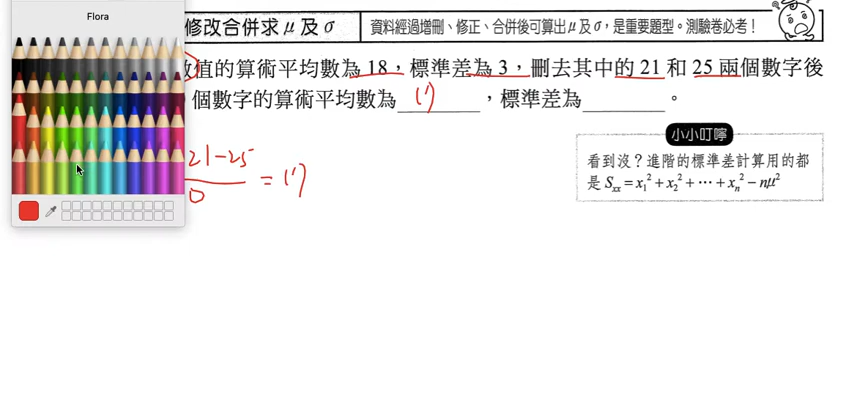 Flora
修改合併求 μ 及 σ
資料經過增刪、修正、合併後可算出 μ 及 σ，是重要題型。測驗卷必考！
值的算術平均數為 18，標準差為 3，刪去其中的 21 和 25 兩個數字後
個數字的算術平均數為 17 ，標準差為 。
21-25
0
= 17
小小叮嚀
看到沒？進階的標準差計算用的都
是 Sxx = x₁² + x₂² + ⋯ + xₙ² − nμ²